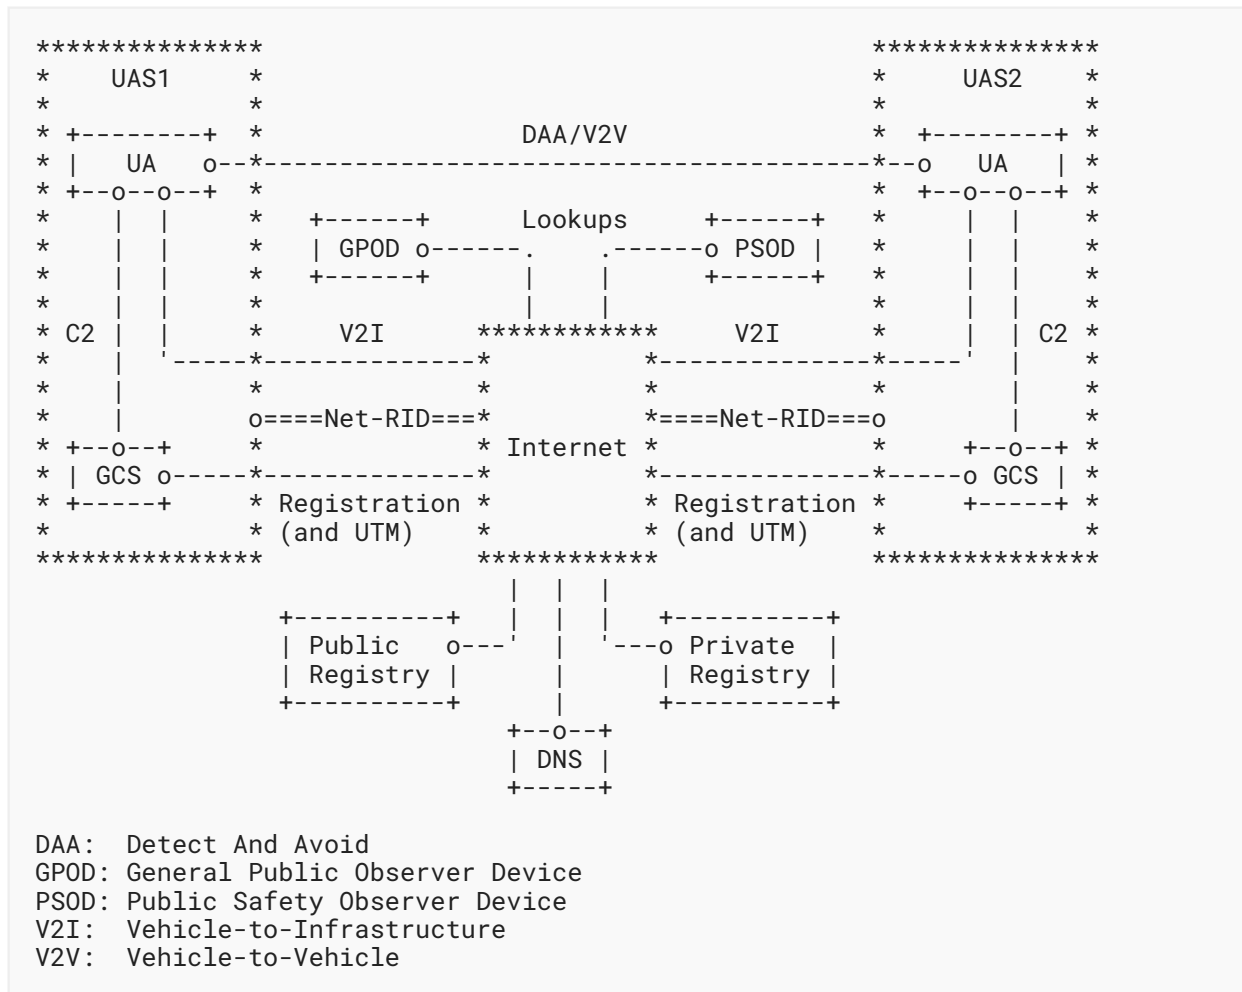 ***************                                        ***************
*    UAS1     *                                        *     UAS2    *
*             *                                        *             *
* +--------+  *                 DAA/V2V                *  +--------+ *
* |   UA   o--*----------------------------------------*--o   UA   | *
* +--o--o--+  *                                        *  +--o--o--+ *
*    |  |     *   +------+      Lookups     +------+   *     |  |    *
*    |  |     *   | GPOD o------.    .------o PSOD |   *     |  |    *
*    |  |     *   +------+      |    |      +------+   *     |  |    *
*    |  |     *                 |    |                 *     |  |    *
* C2 |  |     *     V2I      ************     V2I      *     |  | C2 *
*    |  '-----*--------------*          *--------------*-----'  |    *
*    |        *              *          *              *        |    *
*    |        o====Net-RID===*          *====Net-RID===o        |    *
* +--o--+     *              * Internet *              *     +--o--+ *
* | GCS o-----*--------------*          *--------------*-----o GCS | *
* +-----+     * Registration *          * Registration *     +-----+ *
*             * (and UTM)    *          * (and UTM)    *             *
***************              ************              ***************
                               |  |  |
                +----------+   |  |  |   +----------+
                | Public   o---'  |  '---o Private  |
                | Registry |      |      | Registry |
                +----------+      |      +----------+
                               +--o--+
                               | DNS |
                               +-----+
DAA:  Detect And Avoid
GPOD: General Public Observer Device
PSOD: Public Safety Observer Device
V2I:  Vehicle-to-Infrastructure
V2V:  Vehicle-to-Vehicle